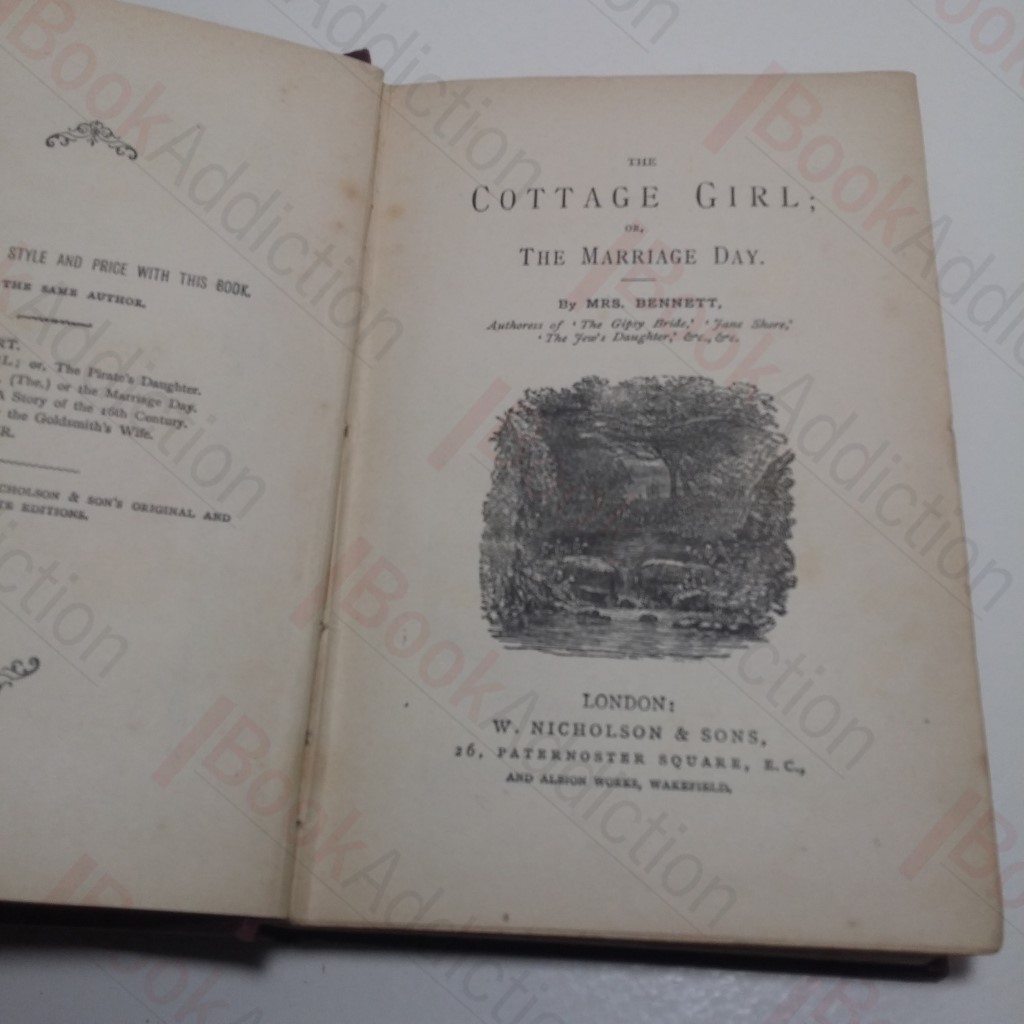 STYLE AND PRICE WITH THIS BOOK.
THE SAME AUTHOR.
RT.
L; or, The Pirate's Daughter.
(The,) or the Marriage Day.
A Story of the 16th Century.
the Goldsmith's Wife.
R.
CHOLSON & SON'S ORIGINAL AND
TE EDITIONS.
THE
COTTAGE GIRL;
OR,
THE MARRIAGE DAY.
By MRS. BENNETT,
Authoress of 'The Gipsy Bride,' 'Jane Shore,'
'The Jew's Daughter,' &c., &c.
LONDON:
W. NICHOLSON & SONS,
26, PATERNOSTER SQUARE, E.C.,
AND ALBION WORKS, WAKEFIELD.
BookAddiction